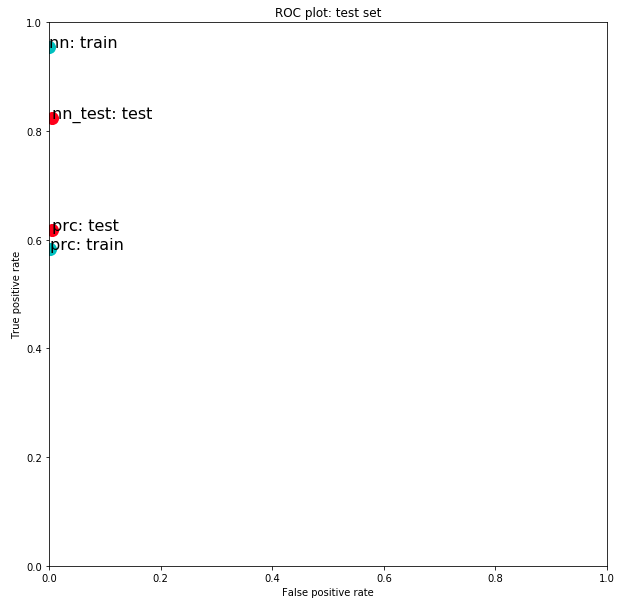 ROC plot: test set
1.0
nn: train
nn_test: test
0.8
prc: test
0.6
prc: train
True positive rate
0.4
0.2
0.0
0.0 0.2 0.4 0.6 0.8 1.0
False positive rate